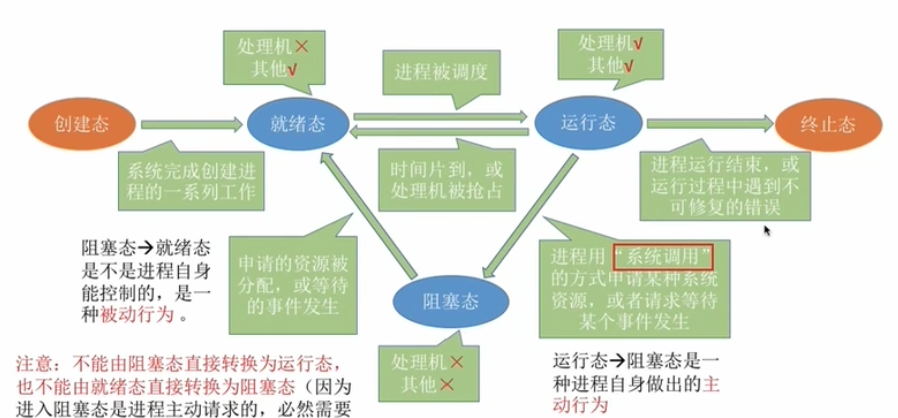 处理机×
其他√
进程被调度
处理机√
其他√
创建态
就绪态
运行态
终止态
系统完成创建进
程的一系列工作
时间片到，或
处理机被抢占
进程运行结束，或
运行过程中遇到不
可修复的错误
阻塞态→就绪态
是不是进程自身
能控制的，是一
种被动行为 。
申请的资源被
分配，或等待
的事件发生
进程用“系统调用”
的方式申请某种系统
资源，或者请求等待
某个事件发生
阻塞态
处理机×
其他×
运行态→阻塞态是一
种进程自身做出的主
动行为
注意：不能由阻塞态直接转换为运行态，
也不能由就绪态直接转换为阻塞态（因为
进入阻塞态是进程主动请求的，必然需要